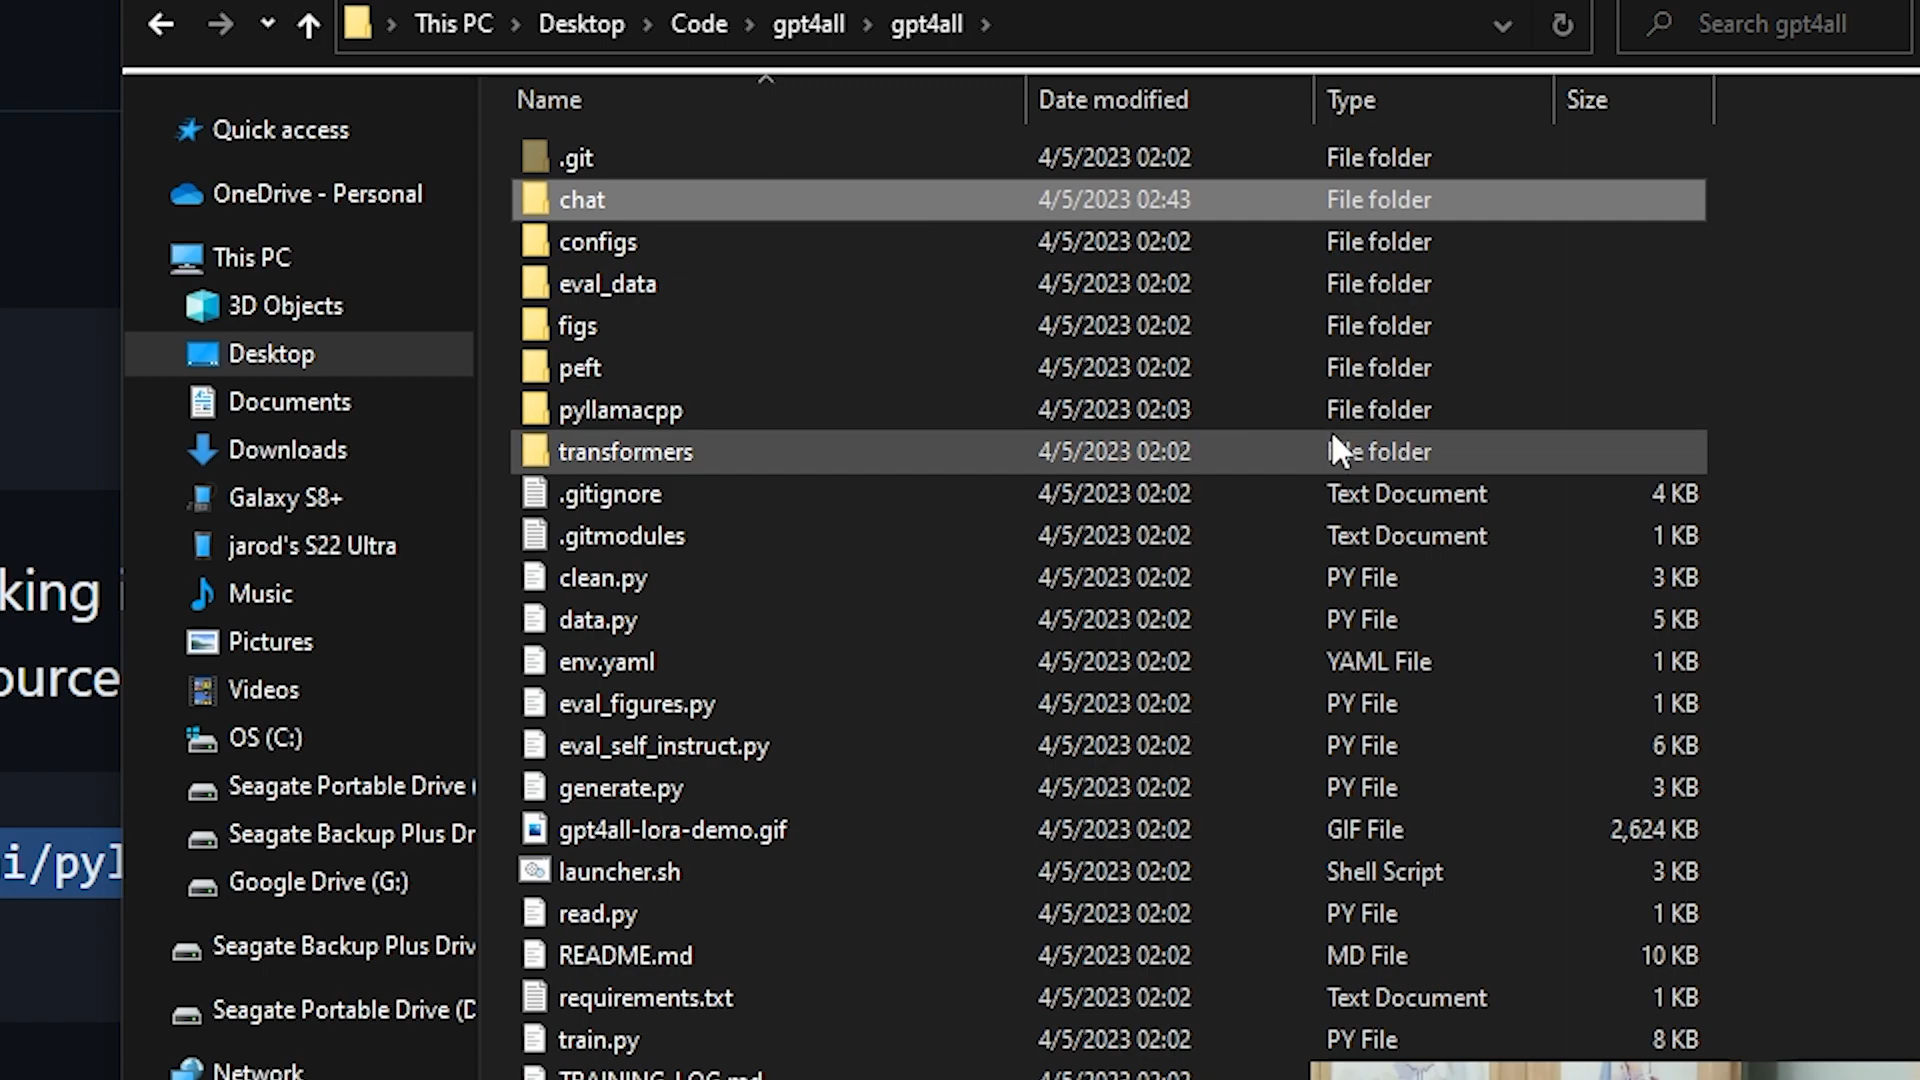 This PC > Desktop > Code > gpt4all > gpt4all >
Search gpt4all
Name Date modified Type Size
Quick access
OneDrive - Personal
This PC
3D Objects
Desktop
Documents
Downloads
Galaxy S8+
jarod's S22 Ultra
Music
Pictures
Videos
OS (C:)
Seagate Portable Drive (
Seagate Backup Plus Dr
Google Drive (G:)
Seagate Backup Plus Driv
Seagate Portable Drive (D
Network
.git 4/5/2023 02:02 File folder
chat 4/5/2023 02:43 File folder
configs 4/5/2023 02:02 File folder
eval_data 4/5/2023 02:02 File folder
figs 4/5/2023 02:02 File folder
peft 4/5/2023 02:02 File folder
pyllamacpp 4/5/2023 02:03 File folder
transformers 4/5/2023 02:02 File folder
.gitignore 4/5/2023 02:02 Text Document 4 KB
.gitmodules 4/5/2023 02:02 Text Document 1 KB
clean.py 4/5/2023 02:02 PY File 3 KB
data.py 4/5/2023 02:02 PY File 5 KB
env.yaml 4/5/2023 02:02 YAML File 1 KB
eval_figures.py 4/5/2023 02:02 PY File 1 KB
eval_self_instruct.py 4/5/2023 02:02 PY File 6 KB
generate.py 4/5/2023 02:02 PY File 3 KB
gpt4all-lora-demo.gif 4/5/2023 02:02 GIF File 2,624 KB
launcher.sh 4/5/2023 02:02 Shell Script 3 KB
read.py 4/5/2023 02:02 PY File 1 KB
README.md 4/5/2023 02:02 MD File 10 KB
requirements.txt 4/5/2023 02:02 Text Document 1 KB
train.py 4/5/2023 02:02 PY File 8 KB
TRAINING_LOG.md 4/5/2023 02:02
king i
ource
i/pyl